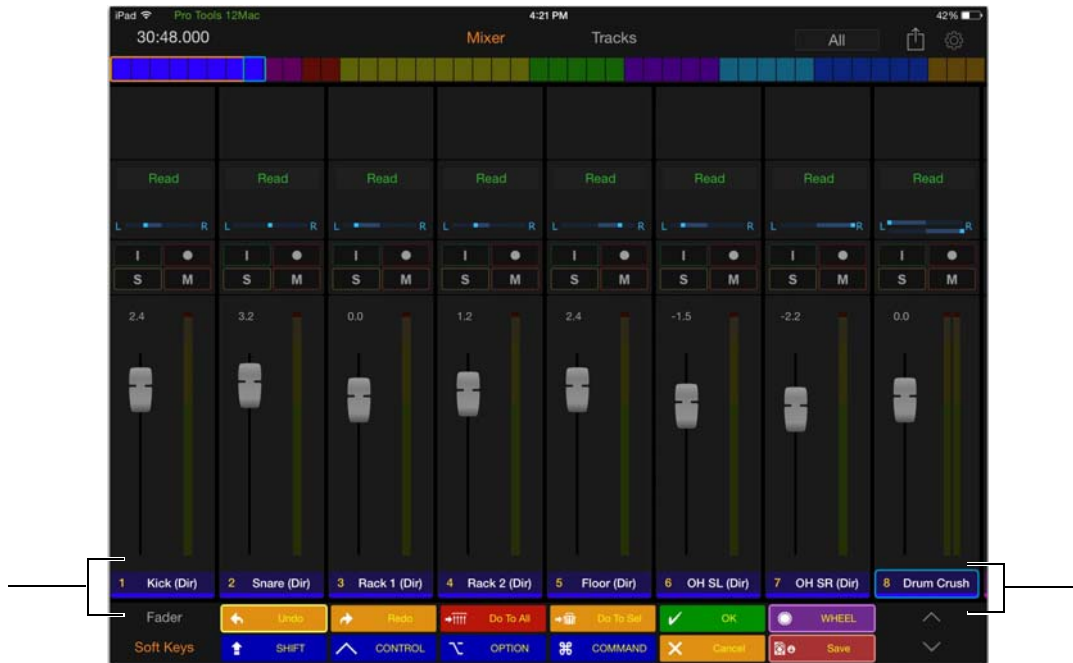 iPad Pro Tools 12Mac 4:21 PM 42%
30:48.000 Mixer Tracks All
Read Read Read Read Read Read Read Read
L R L R L R L R L R L R L R L R
I I I I I I I I
S M S M S M S M S M S M S M S M
2.4 3.2 0.0 1.2 2.4 -1.5 -2.2 0.0
1 Kick (Dir) 2 Snare (Dir) 3 Rack 1 (Dir) 4 Rack 2 (Dir) 5 Floor (Dir) 6 OH SL (Dir) 7 OH SR (Dir) 8 Drum Crush
Fader Undo Redo Do To All Do To Sel OK WHEEL
Soft Keys SHIFT CONTROL OPTION COMMAND Cancel Save